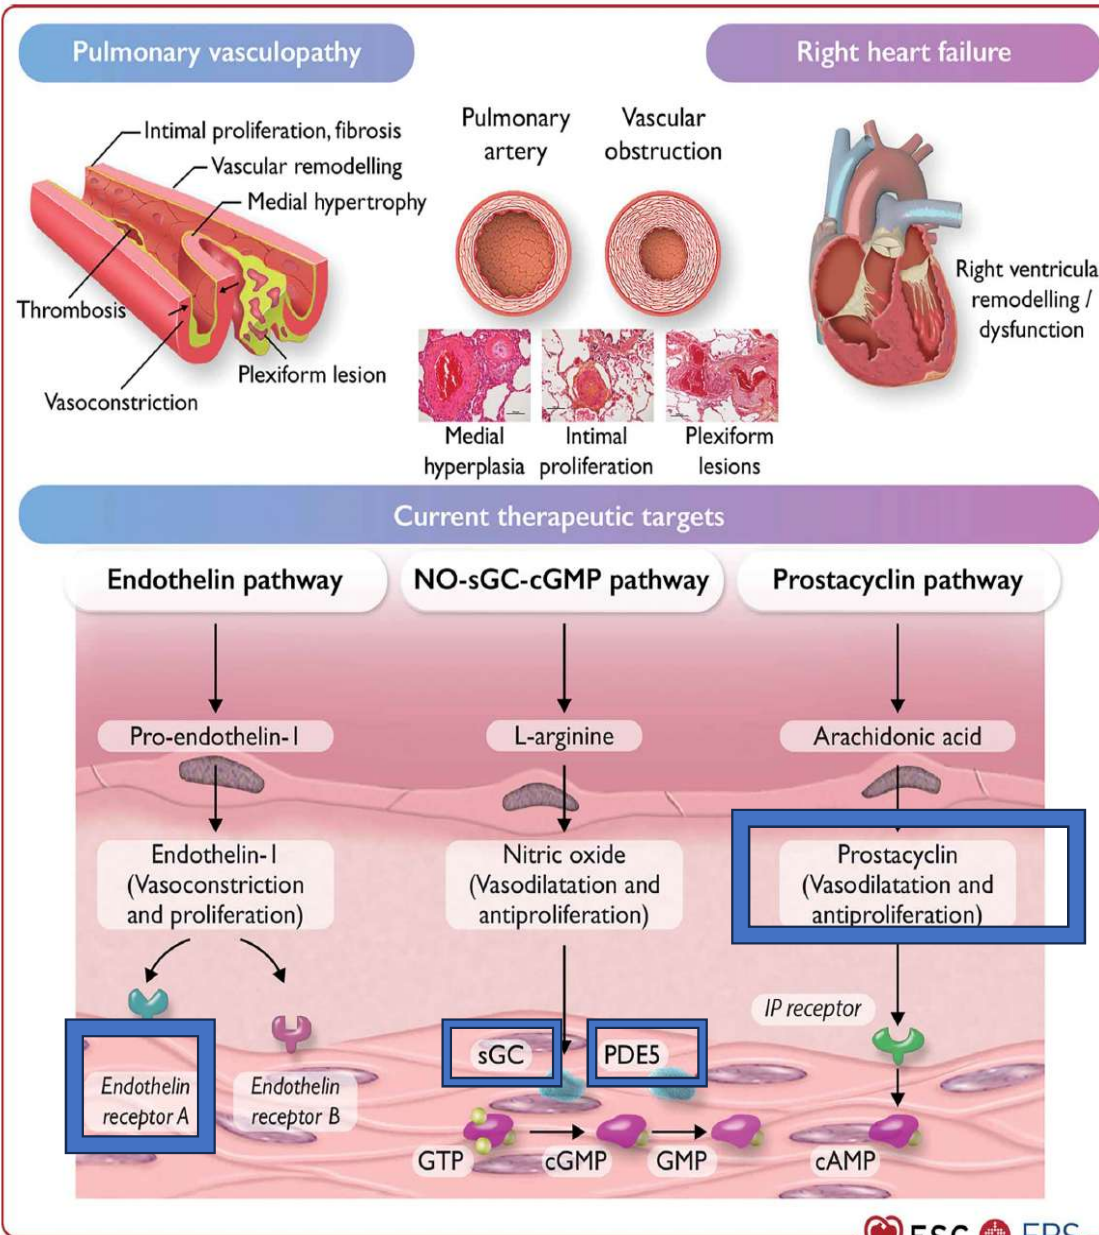 Pulmonary vasculopathy
Right heart failure
Intimal proliferation, fibrosis
Vascular remodelling
Medial hypertrophy
Thrombosis
Vasoconstriction
Plexiform lesion
Pulmonary
artery
Vascular
obstruction
Medial
hyperplasia
Intimal
proliferation
Plexiform
lesions
Right ventricular
remodelling /
dysfunction
Current therapeutic targets
Endothelin pathway
NO-sGC-cGMP pathway
Prostacyclin pathway
Pro-endothelin-1
L-arginine
Arachidonic acid
Endothelin-1
(Vasoconstriction
and proliferation)
Nitric oxide
(Vasodilatation and
antiproliferation)
Prostacyclin
(Vasodilatation and
antiproliferation)
IP receptor
Endothelin
receptor A
Endothelin
receptor B
sGC
PDE5
GTP
cGMP
GMP
cAMP
ESC
ERS